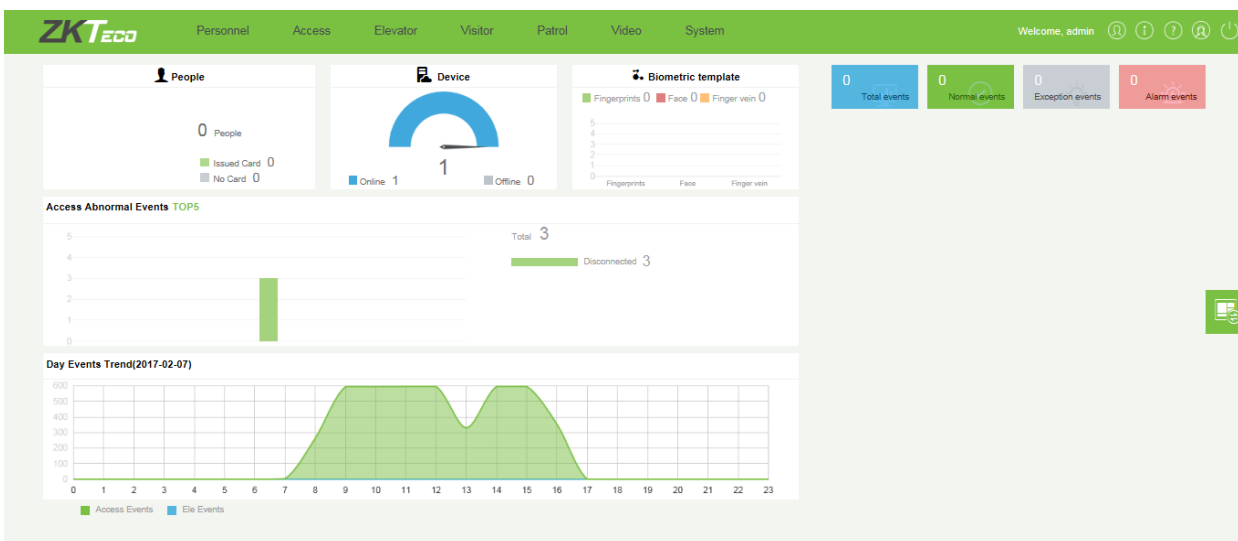 ZKTECO Personnel Access Elevator Visitor Patrol Video System Welcome, admin
People
0 People
Issued Card 0
No Card 0
Device
1
Online 1 Offline 0
Biometric template
Fingerprints 0 Face 0 Finger vein 0
5
4
3
2
1
0
Fingerprints Face Finger vein
0
Total events
0
Normal events
0
Exception events
0
Alarm events
Access Abnormal Events TOP5
5
4
3
2
1
0
Total 3
Disconnected 3
Day Events Trend(2017-02-07)
600
500
400
300
200
100
0
0 1 2 3 4 5 6 7 8 9 10 11 12 13 14 15 16 17 18 19 20 21 22 23
Access Events Ele Events